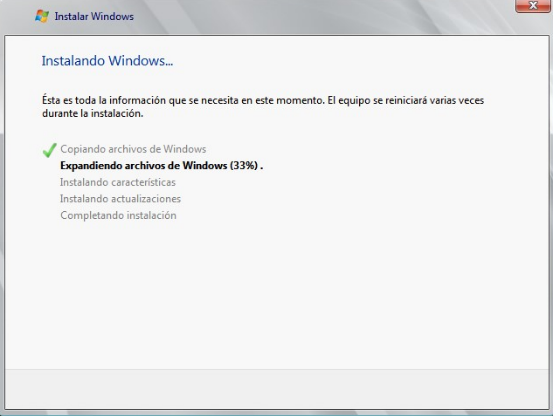 Instalar Windows
Instalando Windows...
Ésta es toda la información que se necesita en este momento. El equipo se reiniciará varias veces
durante la instalación.
Copiando archivos de Windows
Expandiendo archivos de Windows (33%) .
Instalando características
Instalando actualizaciones
Completando instalación